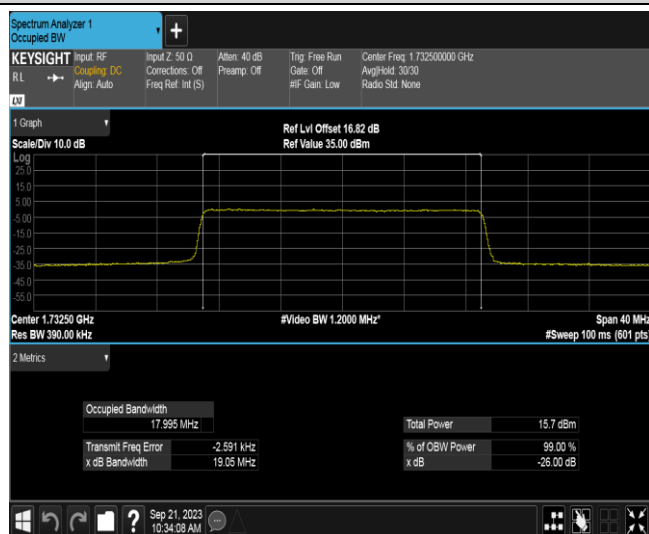 Spectrum Analyzer 1
Occupied BW
KEYSIGHT
R L
LXI
Input: RF
Coupling: DC
Align: Auto
Input Z: 50 Ω
Corrections: Off
Freq Ref: Int (S)
Atten: 40 dB
Preamp: Off
Trig: Free Run
Gate: Off
#IF Gain: Low
Center Freq: 1.732500000 GHz
Avg|Hold: 30/30
Radio Std: None
1 Graph
Scale/Div 10.0 dB
Ref Lvl Offset 16.82 dB
Ref Value 35.00 dBm
Log
25.0
15.0
5.00
-5.00
-15.0
-25.0
-35.0
-45.0
-55.0
Center 1.73250 GHz
Res BW 390.00 kHz
#Video BW 1.2000 MHz*
Span 40 MHz
#Sweep 100 ms (601 pts)
2 Metrics
Occupied Bandwidth
17.995 MHz
Transmit Freq Error -2.591 kHz
x dB Bandwidth 19.05 MHz
Total Power 15.7 dBm
% of OBW Power 99.00 %
x dB -26.00 dB
Sep 21, 2023
10:34:08 AM